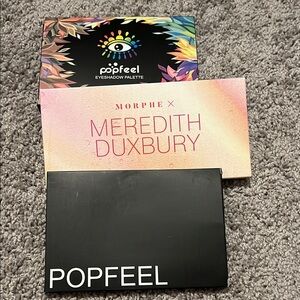 popfeel
EYESHADOW PALETTE
MORPHE X
MEREDITH
DUXBURY
POPFEEL